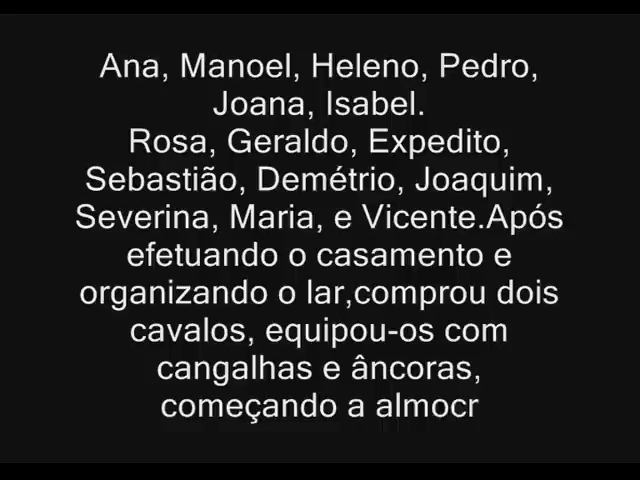 Ana, Manoel, Heleno, Pedro,
Joana, Isabel.
Rosa, Geraldo, Expedito,
Sebastião, Demétrio, Joaquim,
Severina, Maria, e Vicente.Após
efetuando o casamento e
organizando o lar,comprou dois
cavalos, equipou-os com
cangalhas e âncoras,
começando a almocr